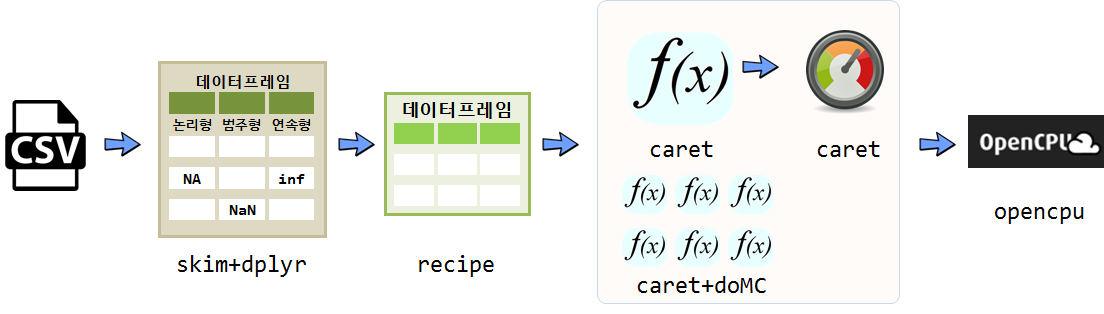 CSV
데이터프레임
논리형 범주형 연속형
NA inf
NaN
skim+dplyr
데이터프레임
recipe
f(x)
caret
caret
f(x) f(x) f(x)
f(x) f(x) f(x)
caret+doMC
OpenCPU
opencpu